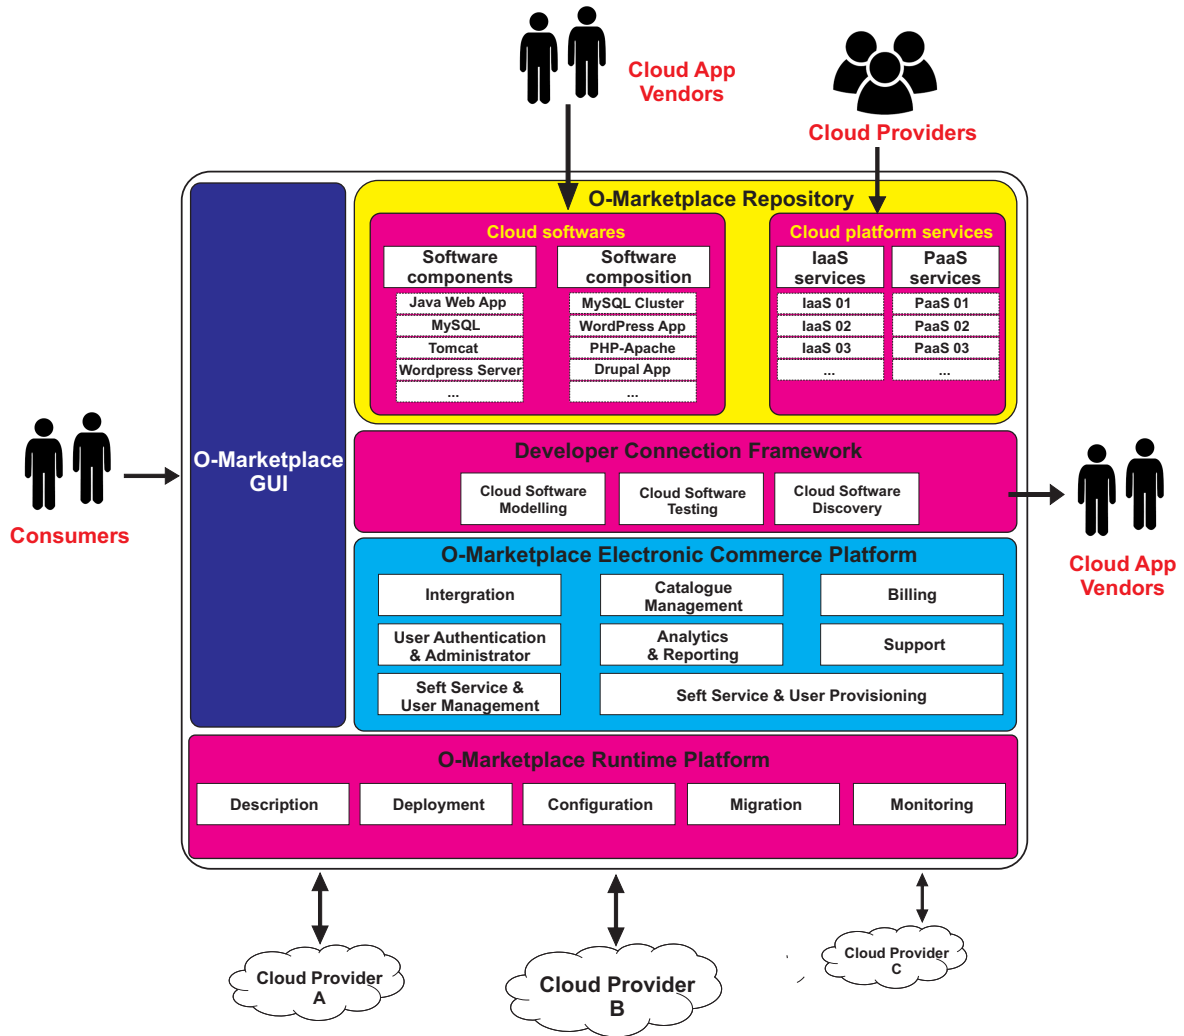 Cloud App
Vendors
Cloud Providers
O-Marketplace Repository
Cloud softwares
Software
components
Java Web App
MySQL
Tomcat
Wordpress Server
...
Software
composition
MySQL Cluster
WordPress App
PHP-Apache
Drupal App
...
Cloud platform services
IaaS
services
IaaS 01
IaaS 02
IaaS 03
...
PaaS
services
PaaS 01
PaaS 02
PaaS 03
...
O-Marketplace
GUI
Consumers
Developer Connection Framework
Cloud Software
Modelling
Cloud Software
Testing
Cloud Software
Discovery
Cloud App
Vendors
O-Marketplace Electronic Commerce Platform
Intergration
Catalogue
Management
Billing
User Authentication
& Administrator
Analytics
& Reporting
Support
Seft Service &
User Management
Seft Service & User Provisioning
O-Marketplace Runtime Platform
Description
Deployment
Configuration
Migration
Monitoring
Cloud Provider
A
Cloud Provider
B
Cloud Provider
C